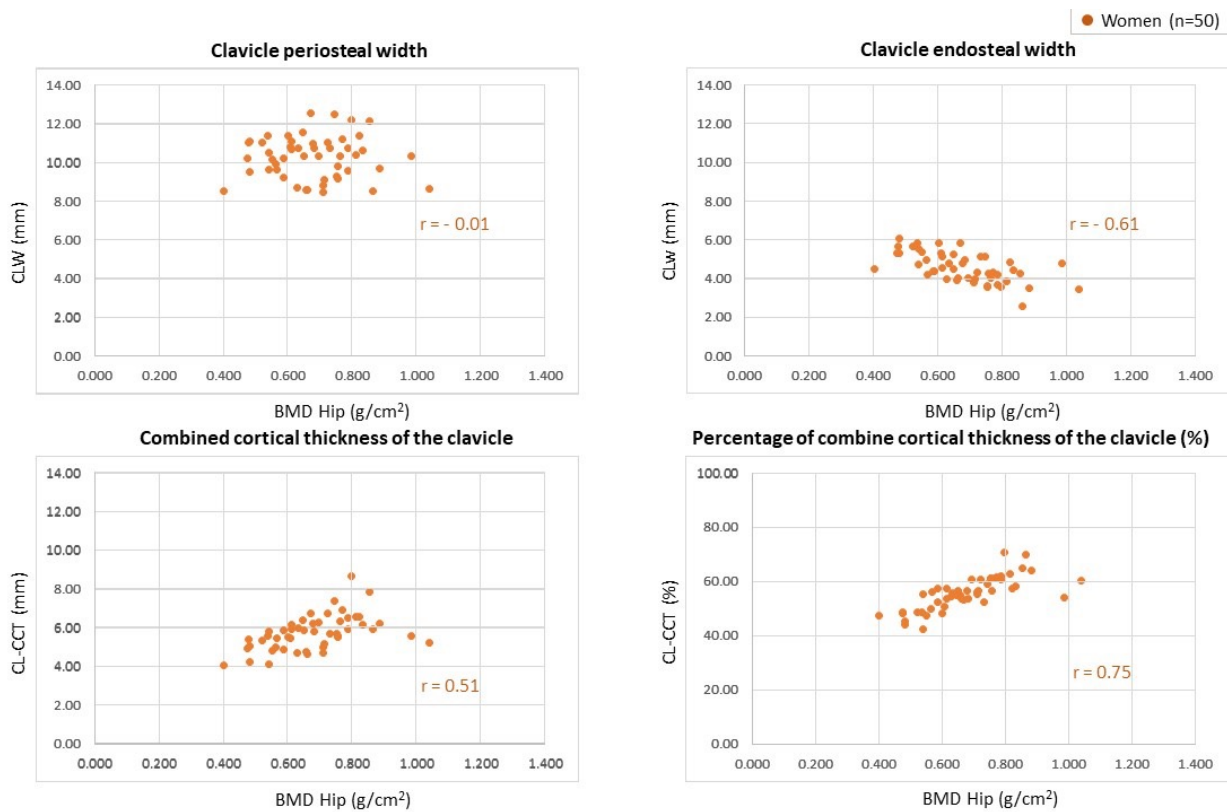 Women (n=50)
Clavicle periosteal width
14.00
12.00
10.00
8.00
6.00
4.00
2.00
0.00
CLW (mm)
r = - 0.01
0.000 0.200 0.400 0.600 0.800 1.000 1.200 1.400
BMD Hip (g/cm²)
Clavicle endosteal width
14.00
12.00
10.00
8.00
6.00
4.00
2.00
0.00
CLw (mm)
r = - 0.61
0.000 0.200 0.400 0.600 0.800 1.000 1.200 1.400
BMD Hip (g/cm²)
Combined cortical thickness of the clavicle
14.00
12.00
10.00
8.00
6.00
4.00
2.00
0.00
CL-CCT (mm)
r = 0.51
0.000 0.200 0.400 0.600 0.800 1.000 1.200 1.400
BMD Hip (g/cm²)
Percentage of combine cortical thickness of the clavicle (%)
100.00
80.00
60.00
40.00
20.00
0.00
CL-CCT (%)
r = 0.75
0.000 0.200 0.400 0.600 0.800 1.000 1.200 1.400
BMD Hip (g/cm²)